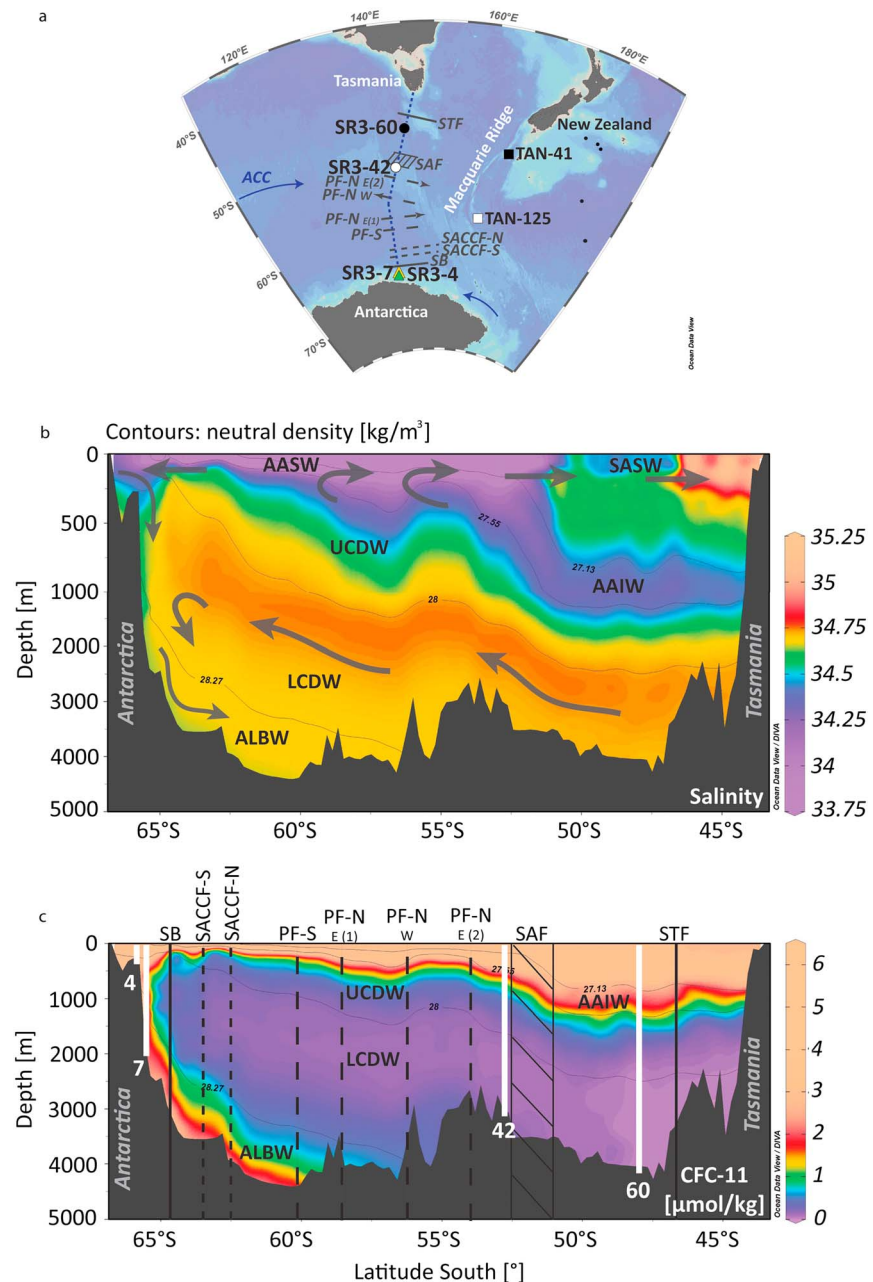 a
140°E
160°E
120°E
180°E
Tasmania
40°S
SR3-60
STF
New Zealand
Macquarie Ridge
TAN-41
SR3-42
SAF
PF-N E(2)
ACC
PF-N W
50°S
PF-N E(1)
TAN-125
PF-S
SACCF-N
SACCF-S
SB
60°S
SR3-7
SR3-4
Antarctica
70°S
Ocean Data View
b
Contours: neutral density [kg/m³]
0
AASW
SASW
500
27.55
UCDW
27.13
35.25
1000
AAIW
35
28
34.75
2000
34.5
LCDW
28.27
34.25
3000
ALBW
34
4000
33.75
Salinity
5000
Depth [m]
Antarctica
Tasmania
Ocean Data View / DIVA
65°S
60°S
55°S
50°S
45°S
c
SB
SACCF-S
SACCF-N
PF-S
PF-N
E (1)
PF-N
W
PF-N
E (2)
SAF
STF
0
4
27.55
27.13
6
1000
UCDW
AAIW
5
28
2000
7
LCDW
4
28.27
3
3000
42
2
4000
ALBW
60
CFC-11
1
[µmol/kg]
5000
0
Depth [m]
Antarctica
Tasmania
Ocean Data View / DIVA
65°S
60°S
55°S
50°S
45°S
Latitude South [°]